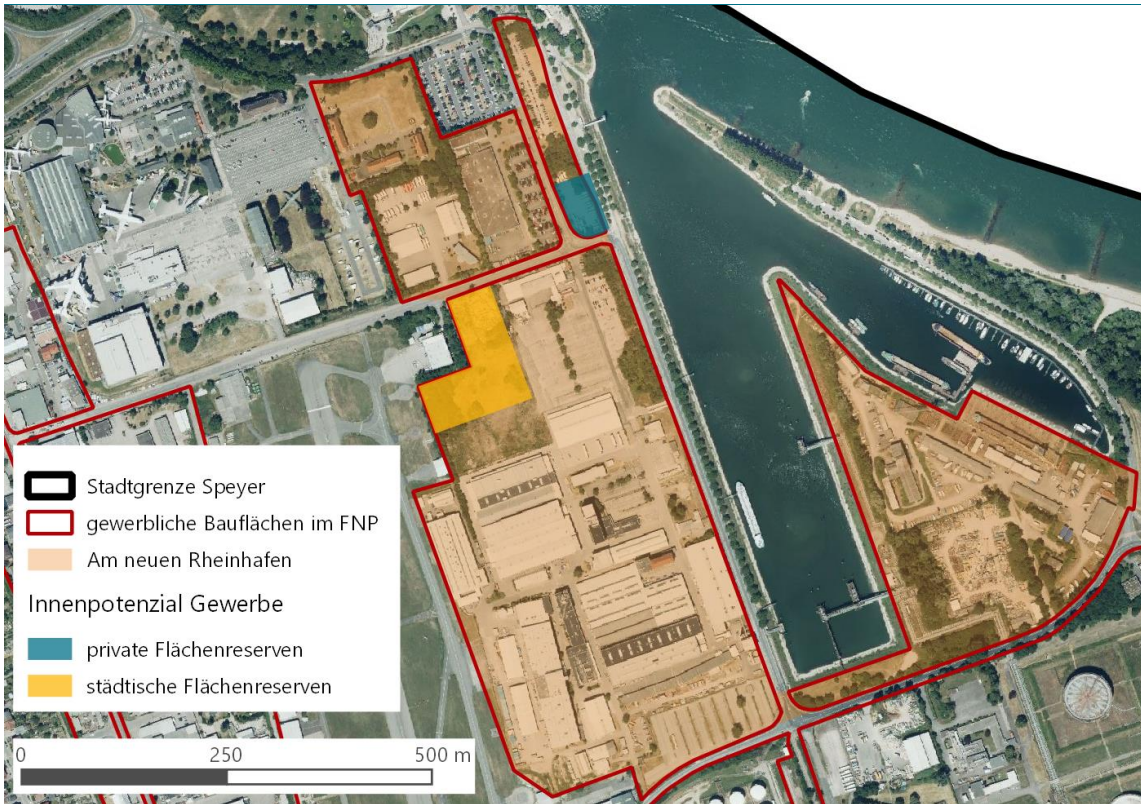 Stadtgrenze Speyer
gewerbliche Bauflächen im FNP
Am neuen Rheinhafen
Innenpotenzial Gewerbe
private Flächenreserven
städtische Flächenreserven
0 250 500 m